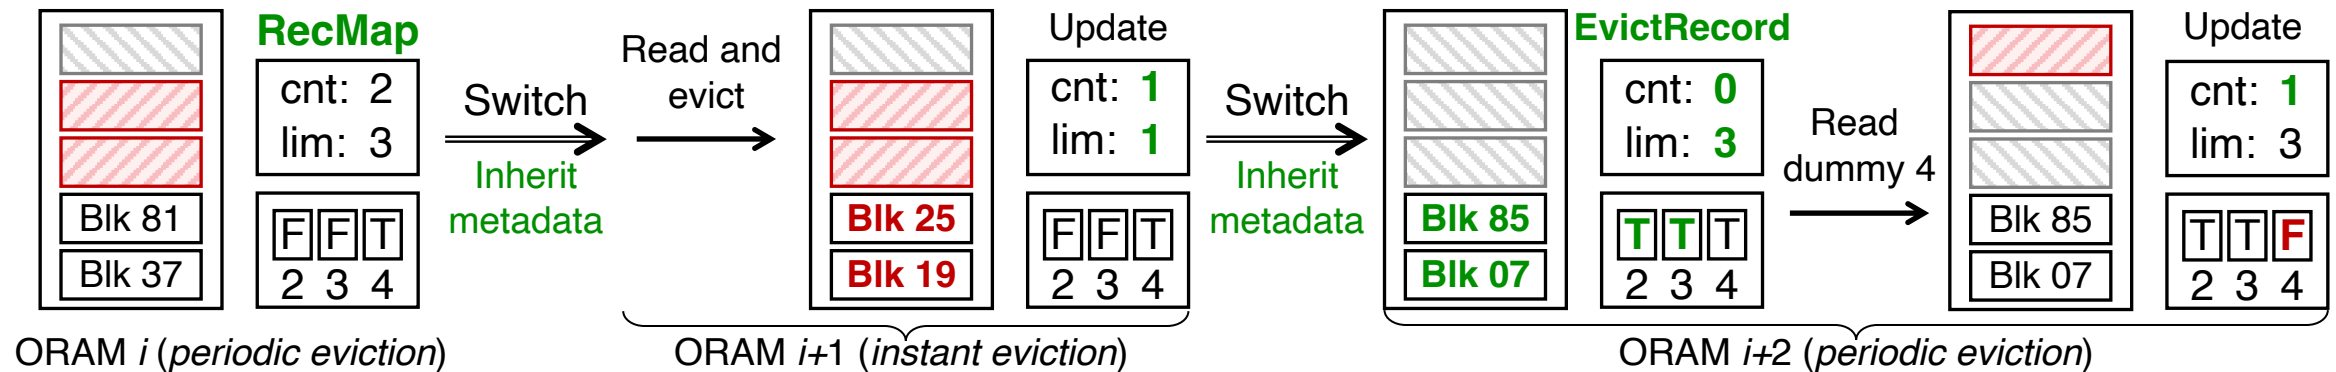 RecMap
cnt: 2
lim: 3
Blk 81
Blk 37
F F T
2 3 4
ORAM i (periodic eviction)
Switch
Inherit
metadata
Read and
evict
Blk 25
Blk 19
Update
cnt: 1
lim: 1
F F T
2 3 4
ORAM i+1 (instant eviction)
Switch
Inherit
metadata
Blk 85
Blk 07
EvictRecord
cnt: 0
lim: 3
T T T
2 3 4
Read
dummy 4
Blk 85
Blk 07
Update
cnt: 1
lim: 3
T T F
2 3 4
ORAM i+2 (periodic eviction)